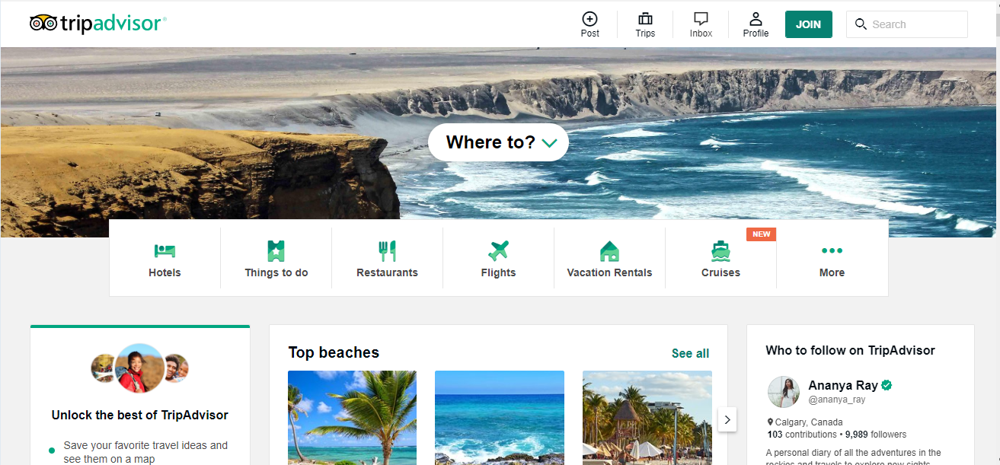 tripadvisor®
Post
Trips
Inbox
Profile
JOIN
Search
Where to?
Hotels
Things to do
Restaurants
Flights
Vacation Rentals
NEW
Cruises
More
Unlock the best of TripAdvisor
Save your favorite travel ideas and
see them on a map
Top beaches
See all
Who to follow on TripAdvisor
Ananya Ray
@ananya_ray
Calgary, Canada
103 contributions • 9,989 followers
A personal diary of all the adventures in the
rockies and travels to explore new sights